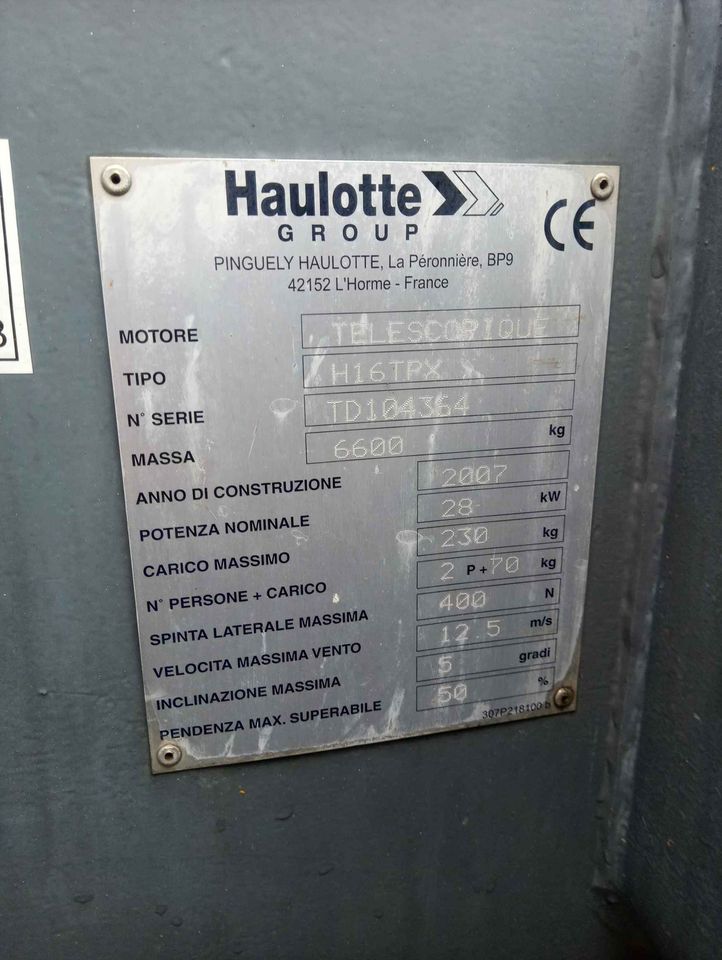 Haulotte
GROUP
CE
PINGUELY HAULOTTE, La Péronnière, BP9
42152 L'Horme - France
MOTORE TELESCOPIQUE
TIPO H16TPX
N° SERIE TD104364
MASSA 6600 kg
ANNO DI CONSTRUZIONE 2007
POTENZA NOMINALE 28 kW
CARICO MASSIMO 230 kg
N° PERSONE + CARICO 2 P + 70 kg
SPINTA LATERALE MASSIMA 400 N
VELOCITA MASSIMA VENTO 12.5 m/s
INCLINAZIONE MASSIMA 5 gradi
PENDENZA MAX. SUPERABILE 50 %
307P218100 b